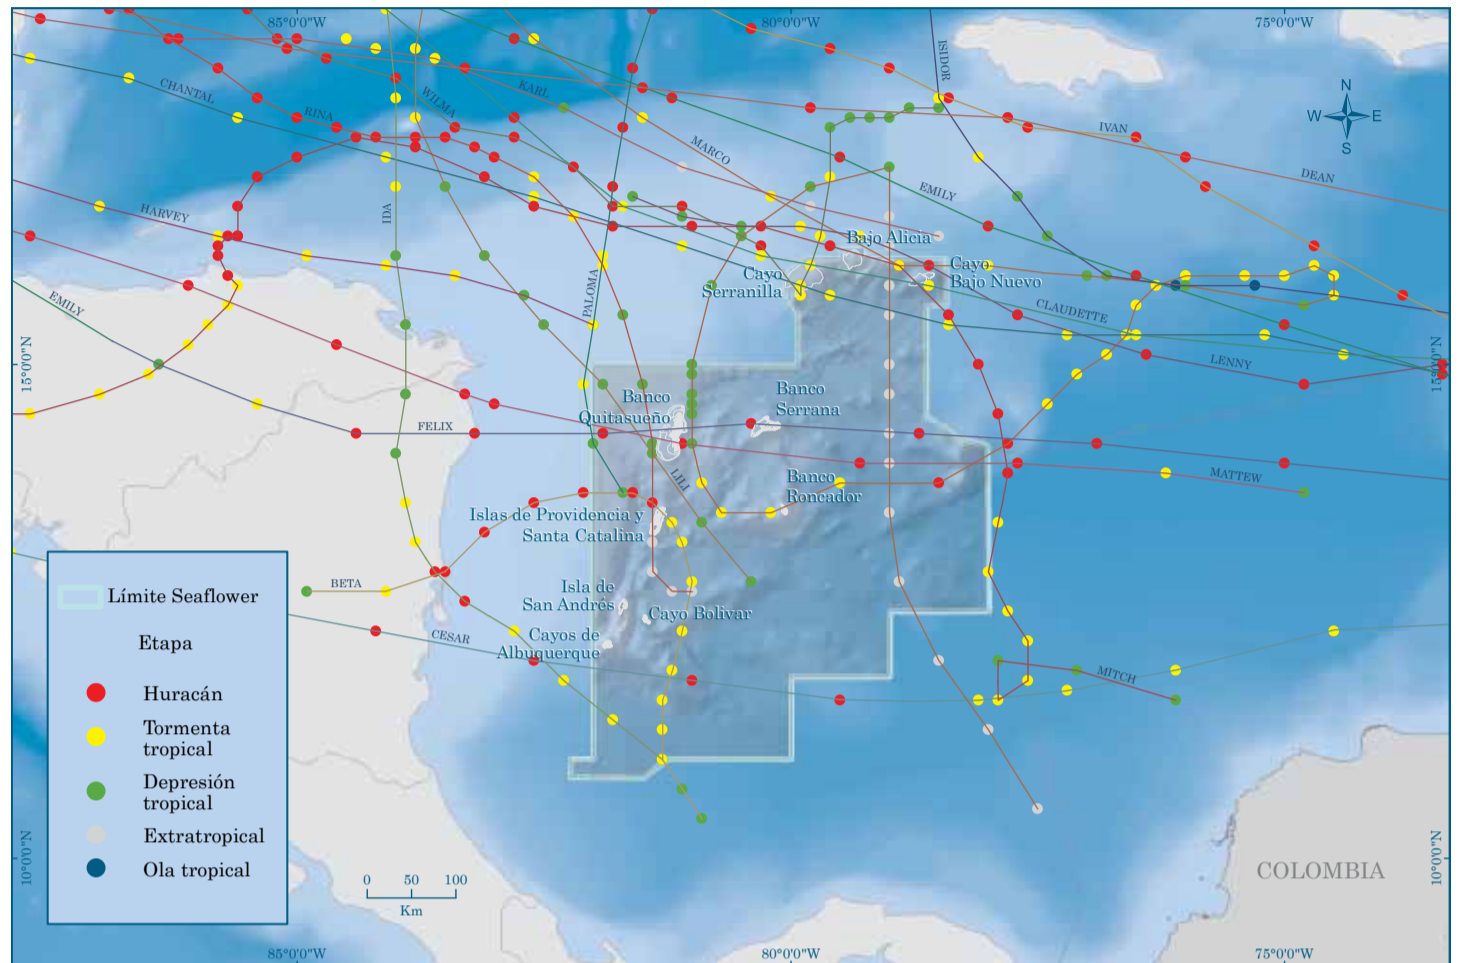 85°0'0"W
80°0'0"W
75°0'0"W
ISIDOR
N
W
E
S
CHANTAL
RINA
WILMA
KARL
MARCO
IVAN
DEAN
EMILY
HARVEY
IDA
Bajo Alicia
Cayo
Serranilla
Cayo
Bajo Nuevo
PALOMA
CLAUDETTE
EMILY
LENNY
15°0'0"N
15°0'0"N
Banco
Quitasueño
Banco
Serrana
FELIX
LILI
Banco
Roncador
MATTEW
Islas de Providencia y
Santa Catalina
BETA
Isla de
San Andrés
Cayo Bolivar
CESAR
Cayos de
Albuquerque
MITCH
Límite Seaflower
Etapa
Huracán
Tormenta
tropical
Depresión
tropical
Extratropical
Ola tropical
0 50 100
Km
COLOMBIA
10°0'0"N
10°0'0"N
85°0'0"W
80°0'0"W
75°0'0"W